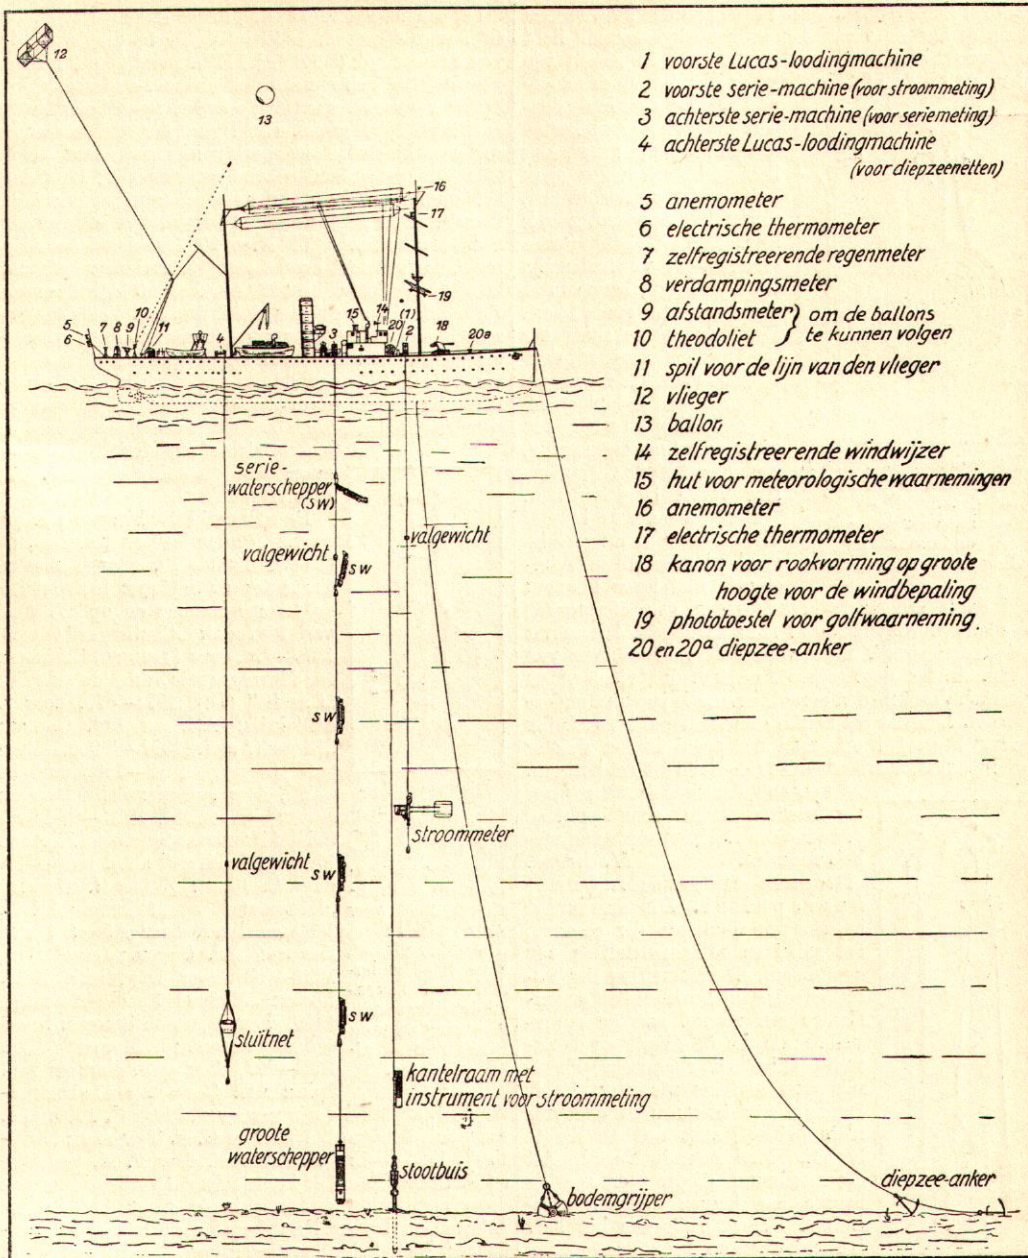 12
13
16
17
19
10
15
14
(1)
5
6
7 8 9
11
4
3
20
2
18
20a
1 voorste Lucas-loodingmachine
2 voorste serie-machine (voor stroommeting)
3 achterste serie-machine (voor seriemeting)
4 achterste Lucas-loodingmachine
(voor diepzeenetten)
5 anemometer
6 electrische thermometer
7 zelfregistreerende regenmeter
8 verdampingsmeter
9 afstandsmeter } om de ballons
10 theodoliet } te kunnen volgen
11 spil voor de lijn van den vlieger
12 vlieger
13 ballon
14 zelfregistreerende windwijzer
15 hut voor meteorologische waarnemingen
16 anemometer
17 electrische thermometer
18 kanon voor rookvorming op groote
hoogte voor de windbepaling
19 phototoestel voor golfwaarneming.
20 en 20a diepzee-anker
serie-
waterschepper
(SW)
valgewicht
SW
valgewicht
SW
stroommeter
valgewicht
SW
SW
sluitnet
kantelraam met
instrument voor stroommeting
groote
waterschepper
stootbuis
bodemgrijper
diepzee-anker